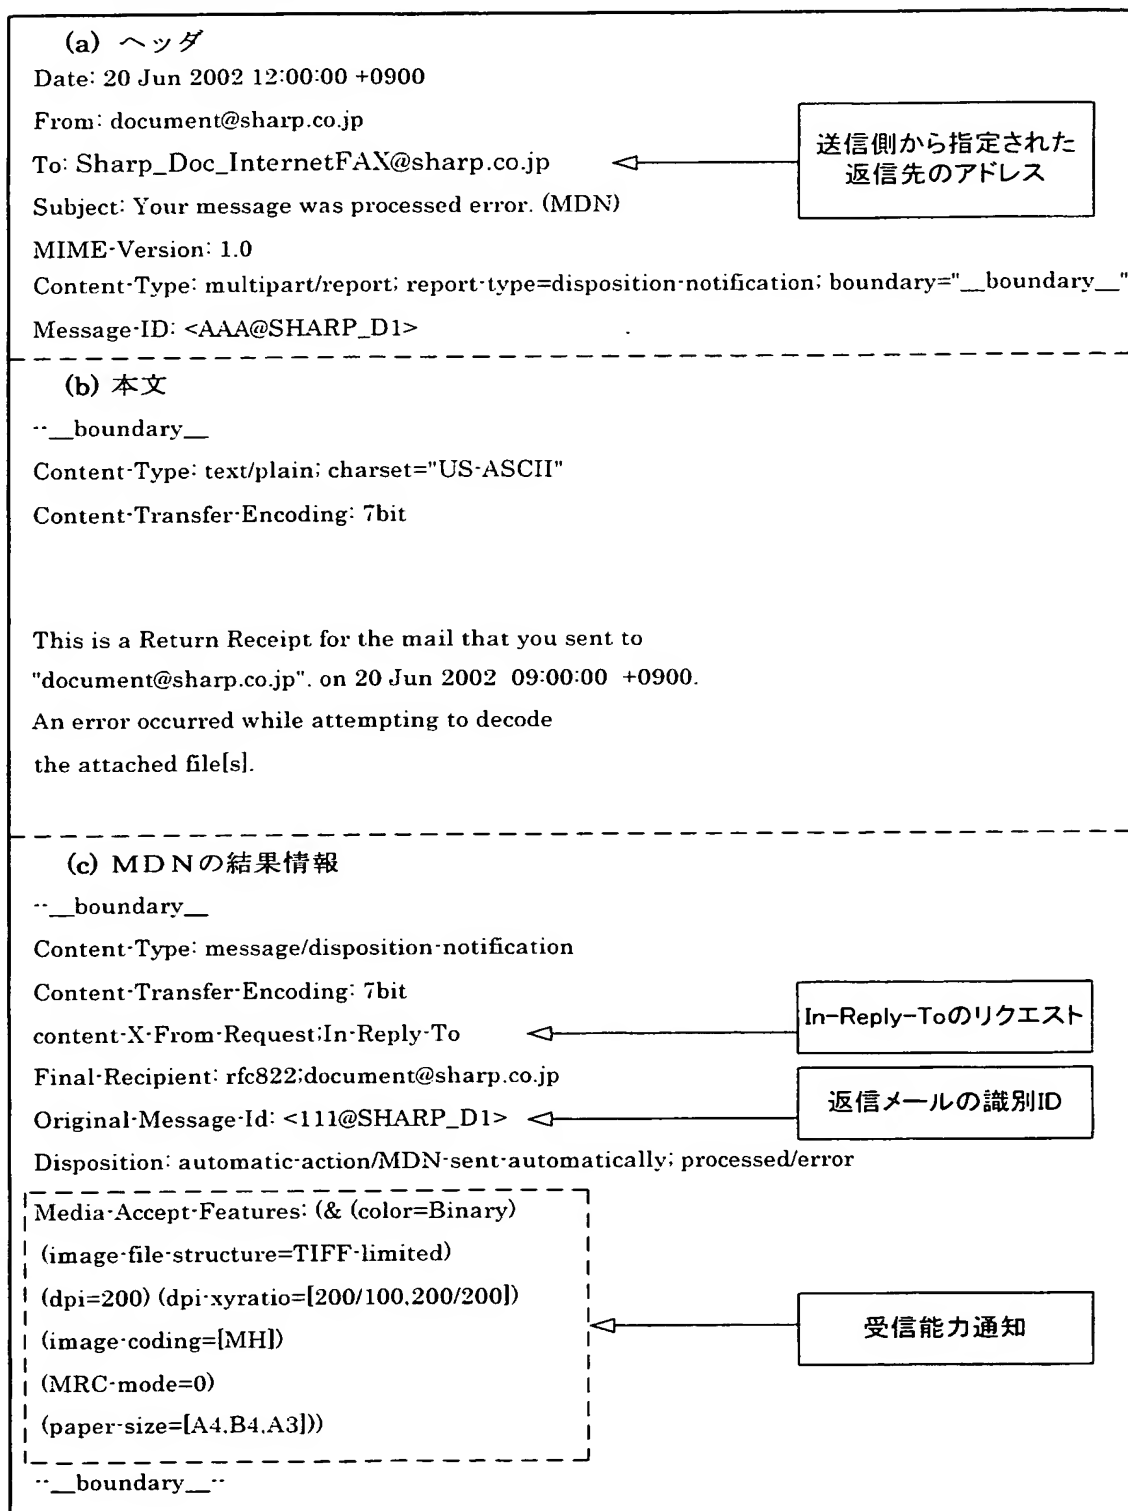 (a) ヘッダ
Date: 20 Jun 2002 12:00:00 +0900
From: document@sharp.co.jp
To: Sharp_Doc_InternetFAX@sharp.co.jp
送信側から指定された
返信先のアドレス
Subject: Your message was processed error. (MDN)
MIME-Version: 1.0
Content-Type: multipart/report; report-type=disposition-notification; boundary="__boundary__"
Message-ID: <AAA@SHARP_D1>
(b) 本文
--__boundary__
Content-Type: text/plain; charset="US-ASCII"
Content-Transfer-Encoding: 7bit
This is a Return Receipt for the mail that you sent to
"document@sharp.co.jp". on 20 Jun 2002 09:00:00 +0900.
An error occurred while attempting to decode
the attached file[s].
(c) MDNの結果情報
--__boundary__
Content-Type: message/disposition-notification
Content-Transfer-Encoding: 7bit
content-X-From-Request;In-Reply-To
In-Reply-Toのリクエスト
Final-Recipient: rfc822;document@sharp.co.jp
Original-Message-Id: <111@SHARP_D1>
返信メールの識別ID
Disposition: automatic-action/MDN-sent-automatically; processed/error
Media-Accept-Features: (& (color=Binary)
(image-file-structure=TIFF-limited)
(dpi=200) (dpi-xyratio=[200/100,200/200])
(image-coding=[MH])
受信能力通知
(MRC-mode=0)
(paper-size=[A4,B4,A3]))
--__boundary__--